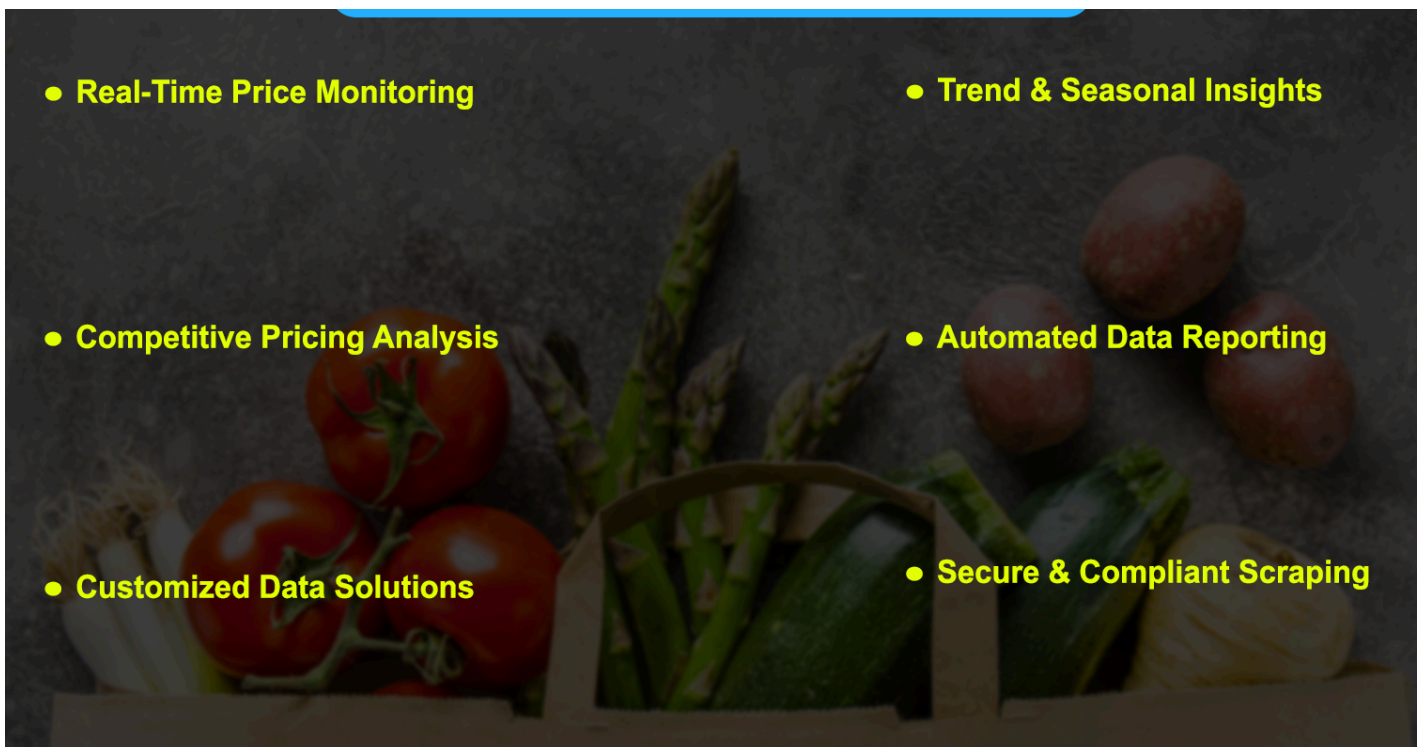 Real-Time Price Monitoring
Trend & Seasonal Insights
Competitive Pricing Analysis
Automated Data Reporting
Customized Data Solutions
Secure & Compliant Scraping